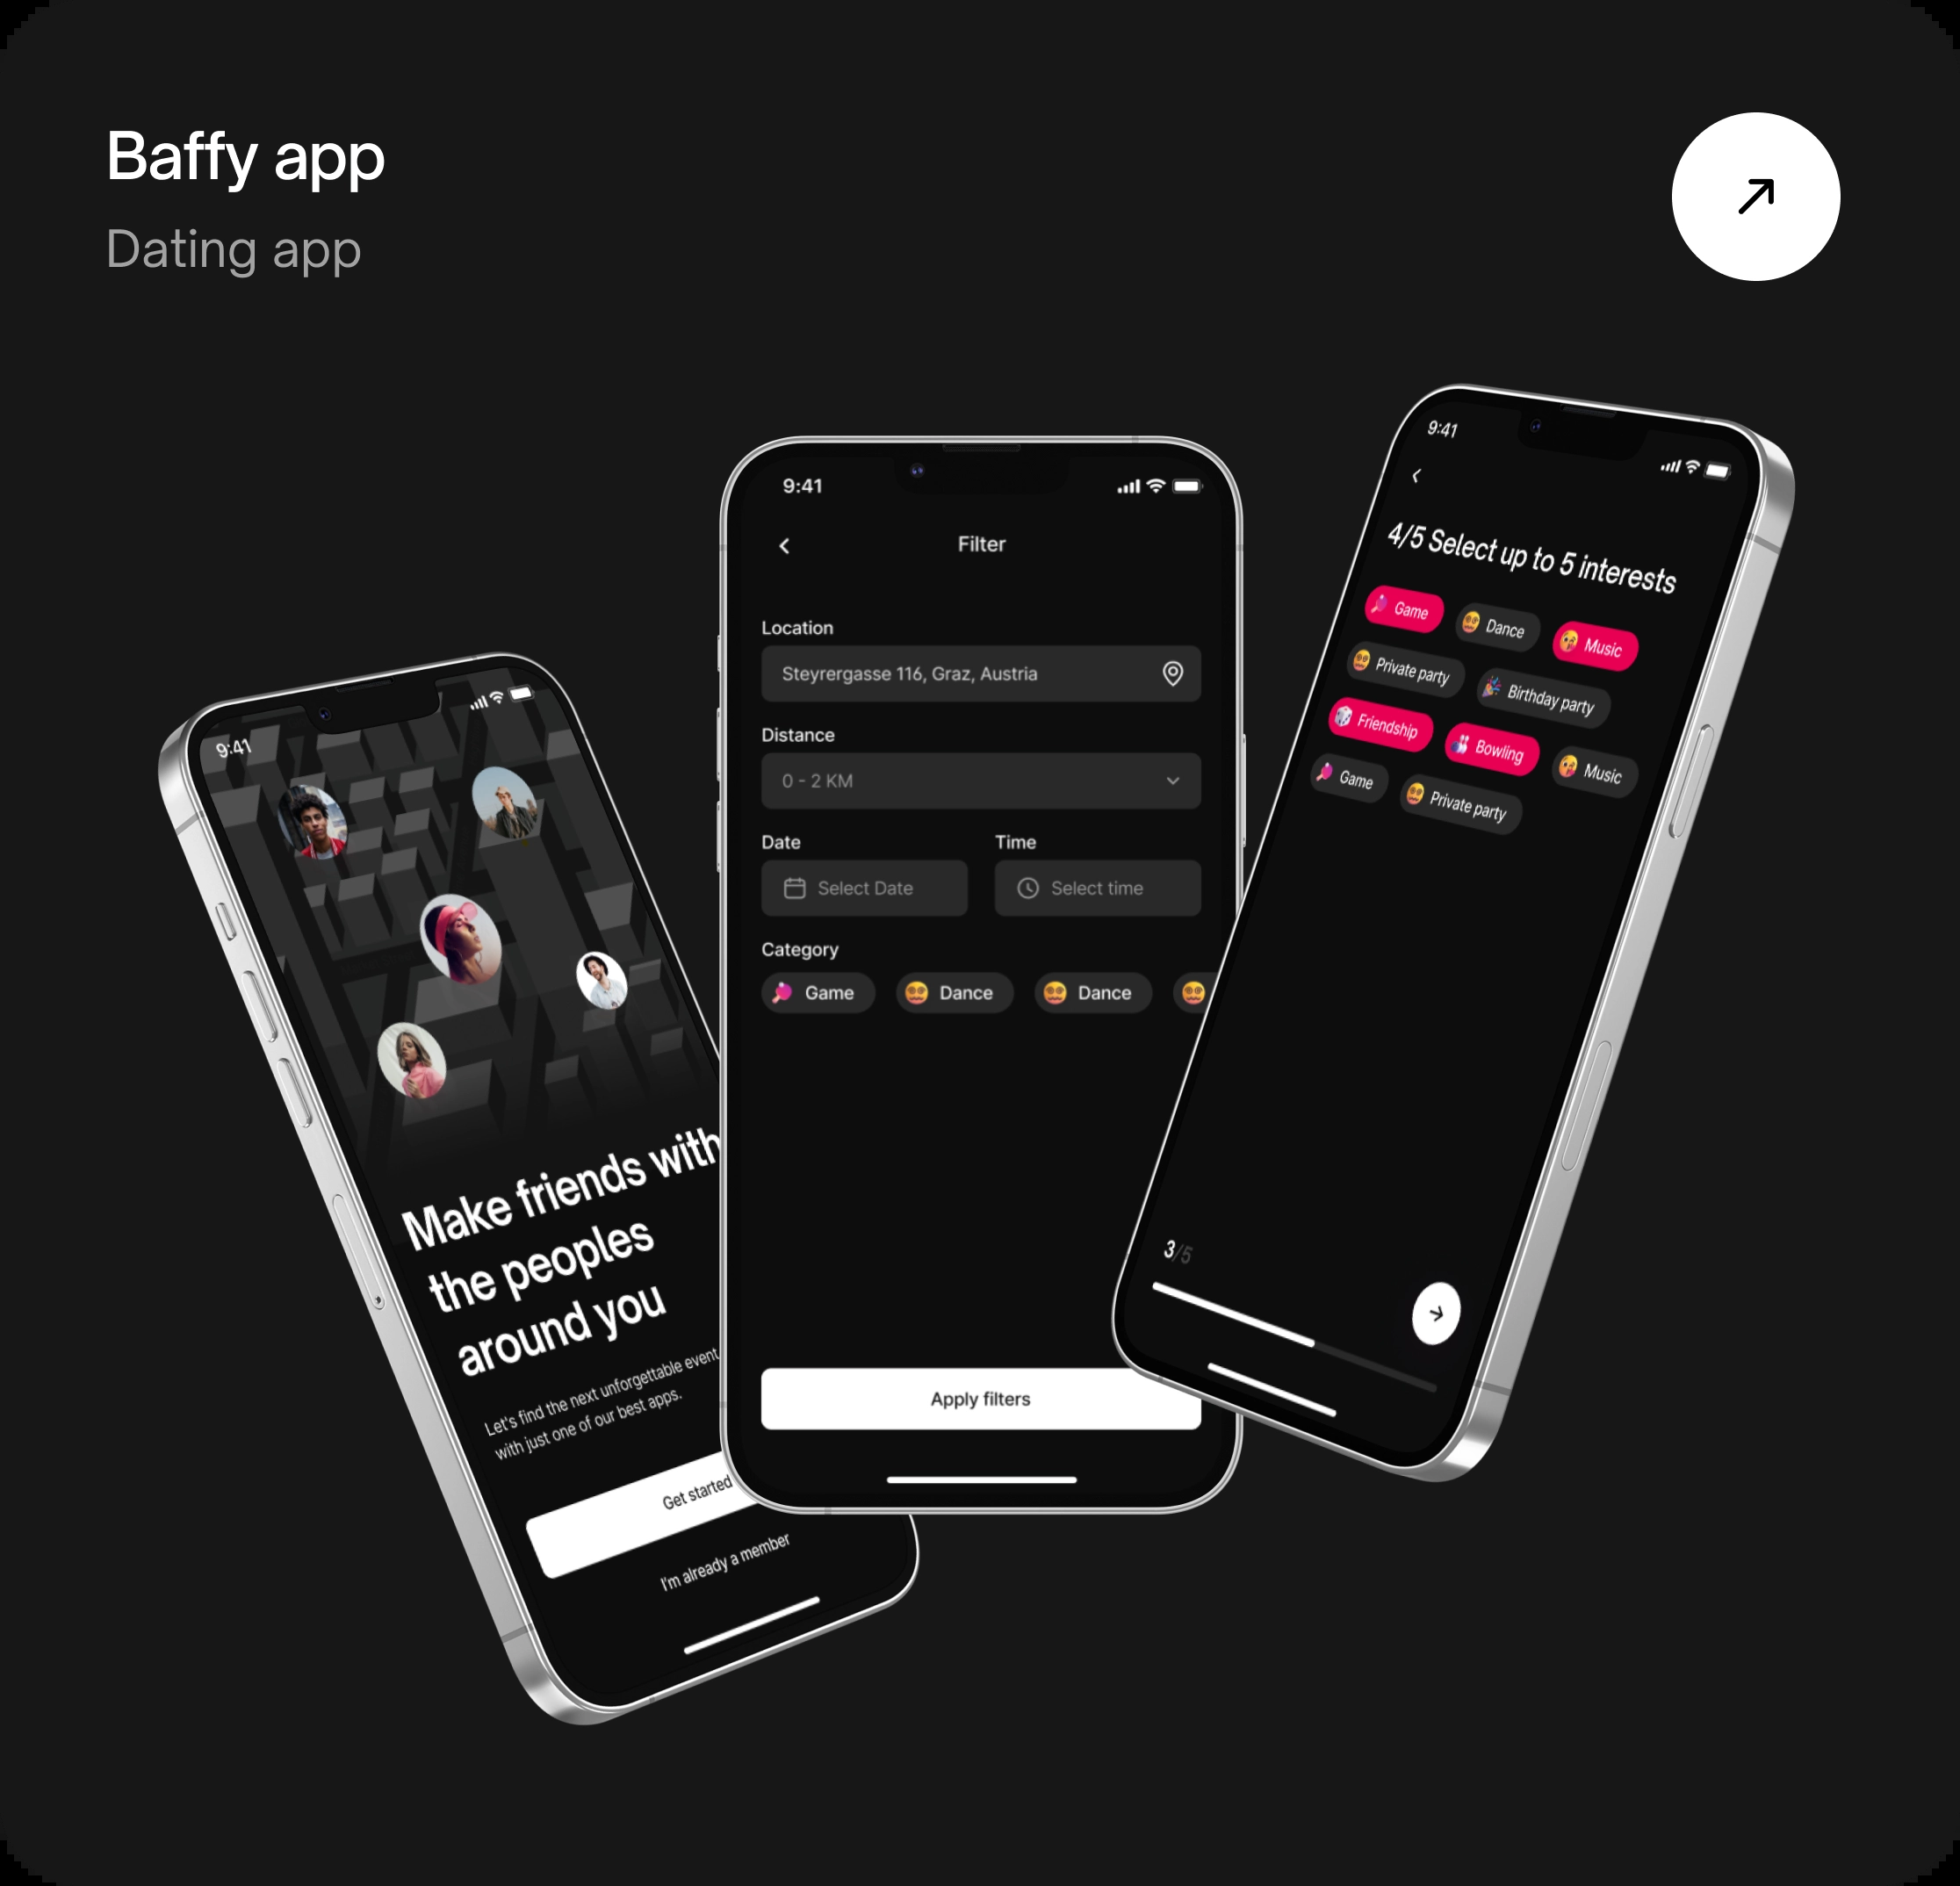 Baffy app
Dating app
9:41
Make friends with
the peoples
around you
Let's find the next unforgettable event
with just one of our best apps.
Get started
I'm already a member
9:41
Filter
Location
Steyrergasse 116, Graz, Austria
Distance
0 - 2 KM
Date
Time
Select Date
Select time
Category
Game
Dance
Dance
Apply filters
9:41
4/5 Select up to 5 interests
Game Dance Music
Private party Birthday party
Friendship Bowling Music
Game Private party
3/5